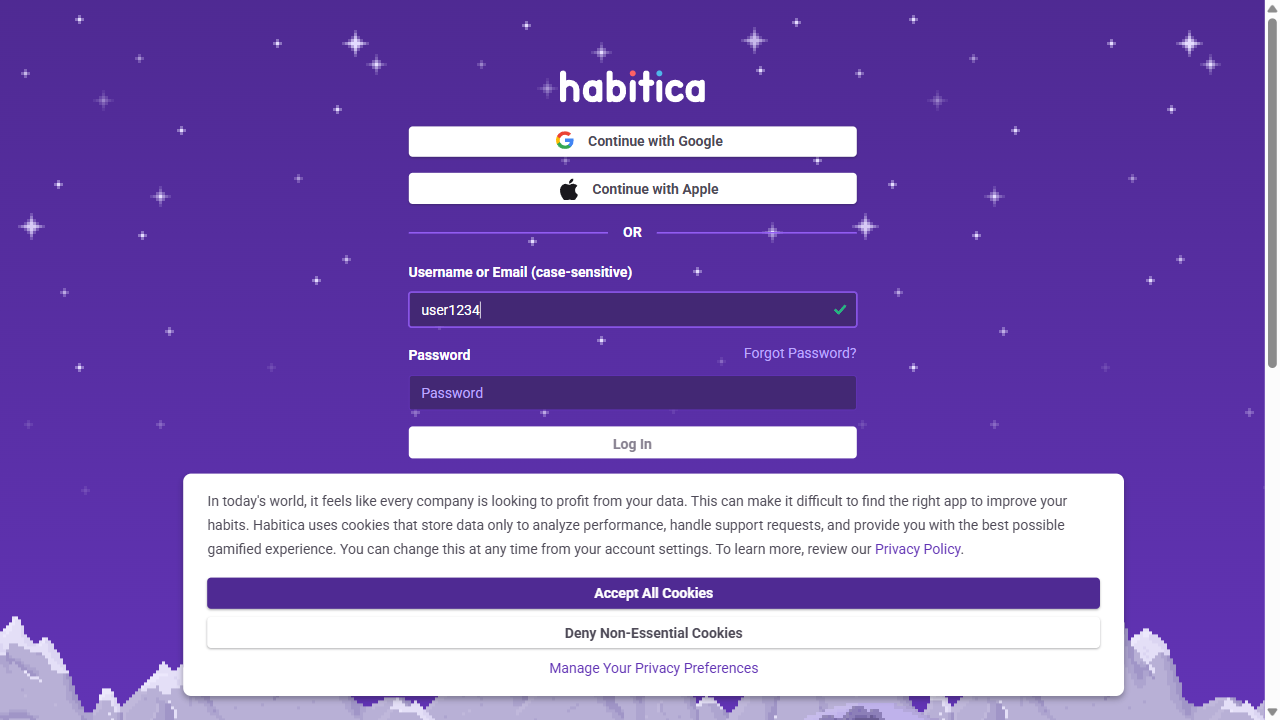 habitica
Continue with Google
Continue with Apple
OR
Username or Email (case-sensitive)
user1234
Password
Forgot Password?
Password
Log In
In today's world, it feels like every company is looking to profit from your data. This can make it difficult to find the right app to improve your
habits. Habitica uses cookies that store data only to analyze performance, handle support requests, and provide you with the best possible
gamified experience. You can change this at any time from your account settings. To learn more, review our Privacy Policy.
Accept All Cookies
Deny Non-Essential Cookies
Manage Your Privacy Preferences